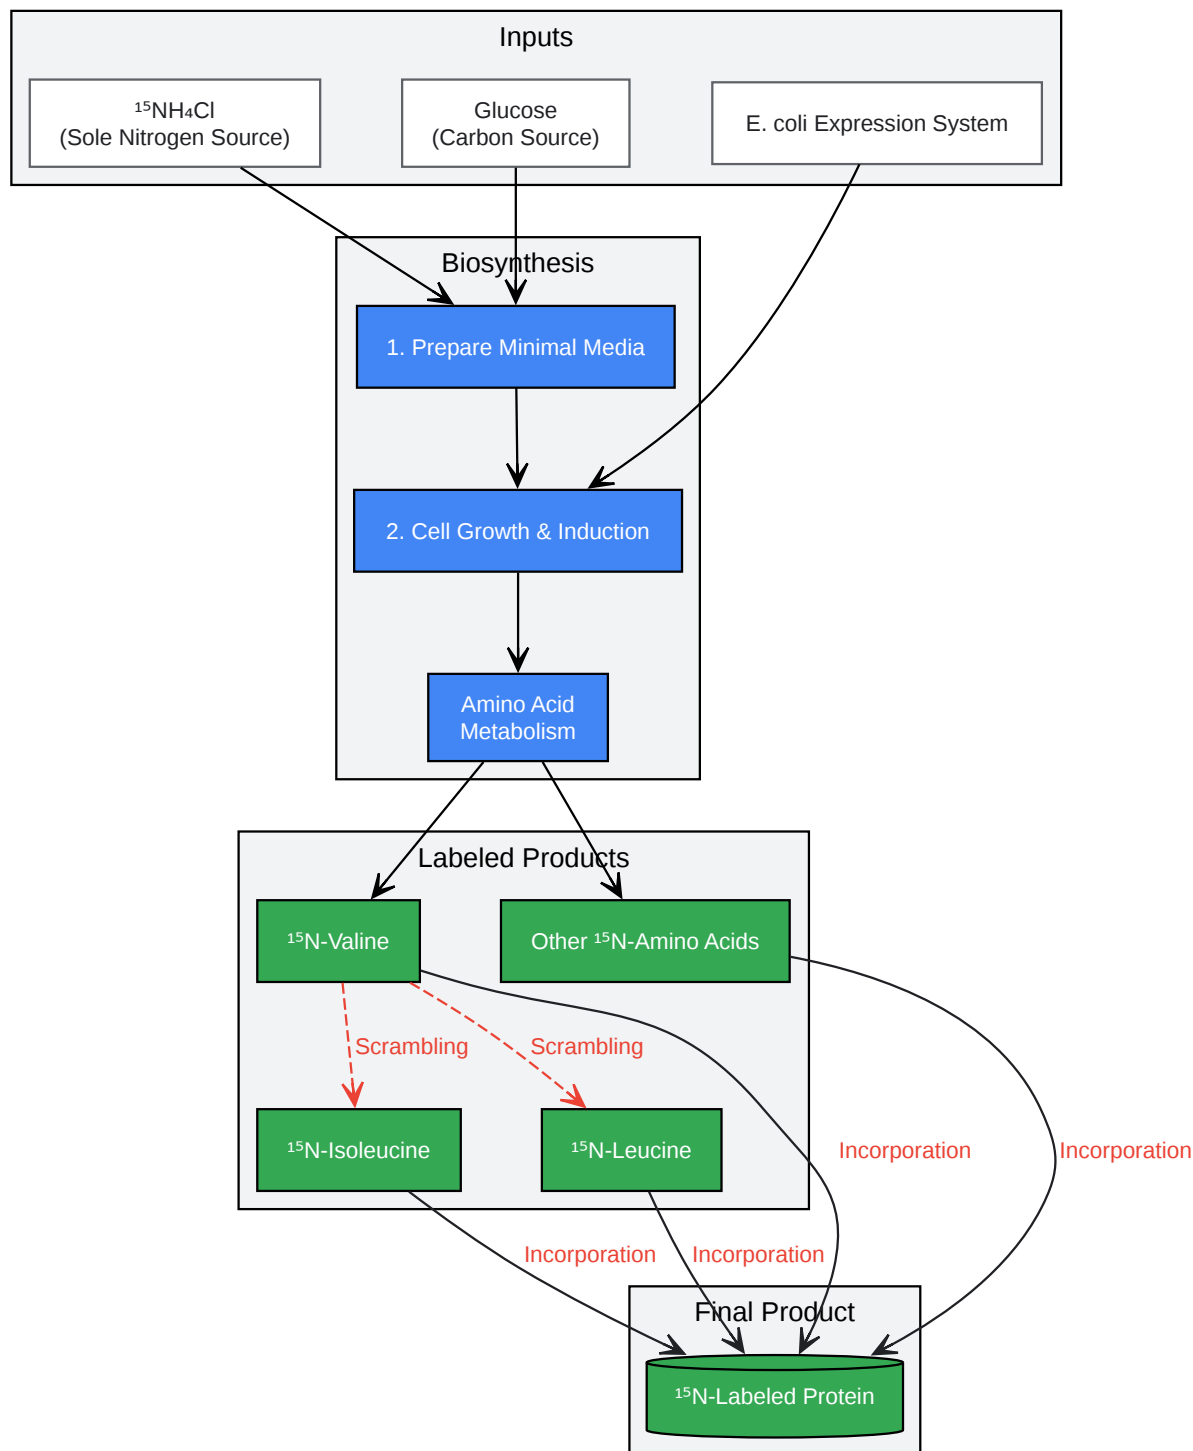 Inputs
¹⁵NH₄Cl
(Sole Nitrogen Source)
Glucose
(Carbon Source)
E. coli Expression System
Biosynthesis
1. Prepare Minimal Media
2. Cell Growth & Induction
Amino Acid
Metabolism
Labeled Products
¹⁵N-Valine
Other ¹⁵N-Amino Acids
Scrambling
Scrambling
¹⁵N-Isoleucine
¹⁵N-Leucine
Incorporation
Incorporation
Incorporation
Incorporation
Final Product
¹⁵N-Labeled Protein